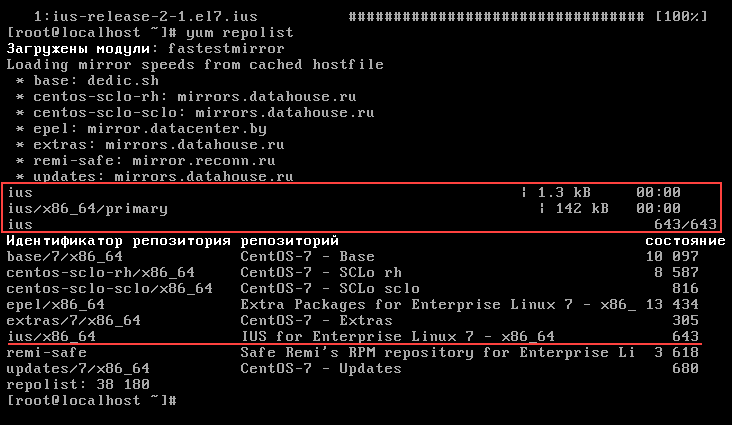 1:ius-release-2-1.el7.ius ################################# [100%]
[root@localhost ~]# yum repolist
Загружены модули: fastestmirror
Loading mirror speeds from cached hostfile
* base: dedic.sh
* centos-sclo-rh: mirrors.datahouse.ru
* centos-sclo-sclo: mirrors.datahouse.ru
* epel: mirror.datacenter.by
* extras: mirrors.datahouse.ru
* remi-safe: mirror.reconn.ru
* updates: mirrors.datahouse.ru
ius | 1.3 kB 00:00
ius/x86_64/primary | 142 kB 00:00
ius 643/643
Идентификатор репозитория репозиторий состояние
base/7/x86_64 CentOS-7 - Base 10 097
centos-sclo-rh/x86_64 CentOS-7 - SCLo rh 8 587
centos-sclo-sclo/x86_64 CentOS-7 - SCLo sclo 816
epel/x86_64 Extra Packages for Enterprise Linux 7 - x86_ 13 434
extras/7/x86_64 CentOS-7 - Extras 305
ius/x86_64 IUS for Enterprise Linux 7 - x86_64 643
remi-safe Safe Remi's RPM repository for Enterprise Li 3 618
updates/7/x86_64 CentOS-7 - Updates 680
repolist: 38 180
[root@localhost ~]#